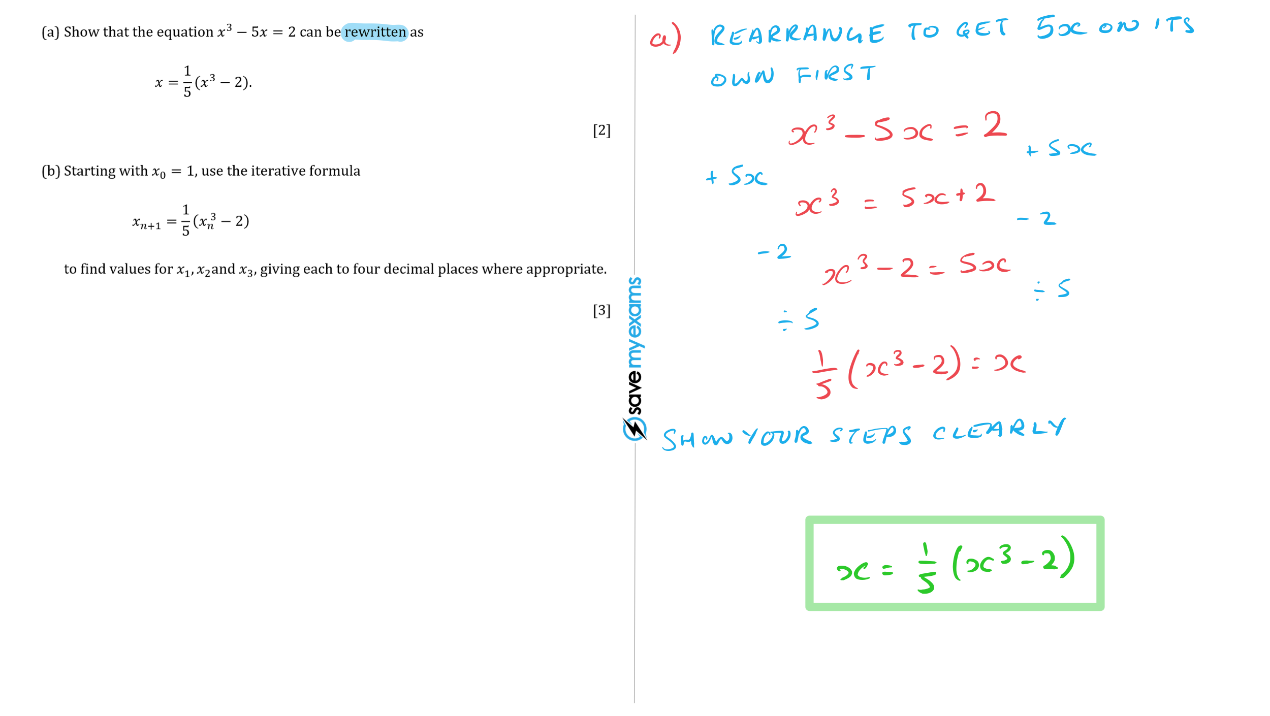 (a) Show that the equation x³ − 5x = 2 can be rewritten as
x = 1/5 (x³ − 2).
[2]
(b) Starting with x₀ = 1, use the iterative formula
xₙ₊₁ = 1/5 (xₙ³ − 2)
to find values for x₁, x₂and x₃, giving each to four decimal places where appropriate.
[3]
save my exams
a) REARRANGE TO GET 5x ON ITS
OWN FIRST
x³ − 5x = 2
+ 5x
+ 5x
x³ = 5x + 2
− 2
− 2
x³ − 2 = 5x
÷ 5
÷ 5
1/5 (x³ − 2) = x
SHOW YOUR STEPS CLEARLY
x = 1/5 (x³ − 2)